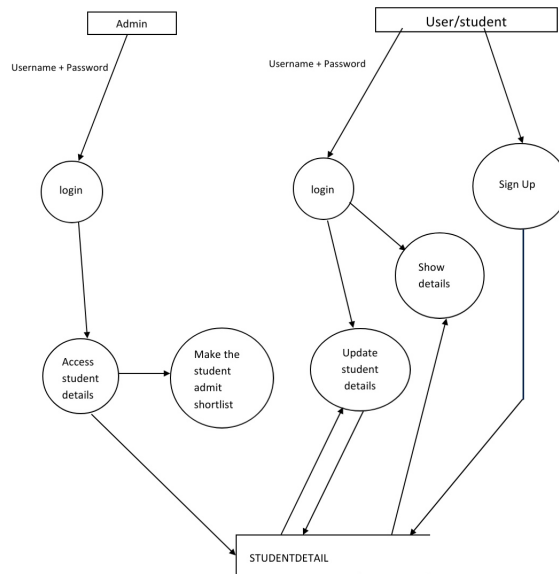 Admin
User/student
Username + Password
Username + Password
login
login
Sign Up
Show
details
Access
student
details
Make the
student
admit
shortlist
Update
student
details
STUDENTDETAIL